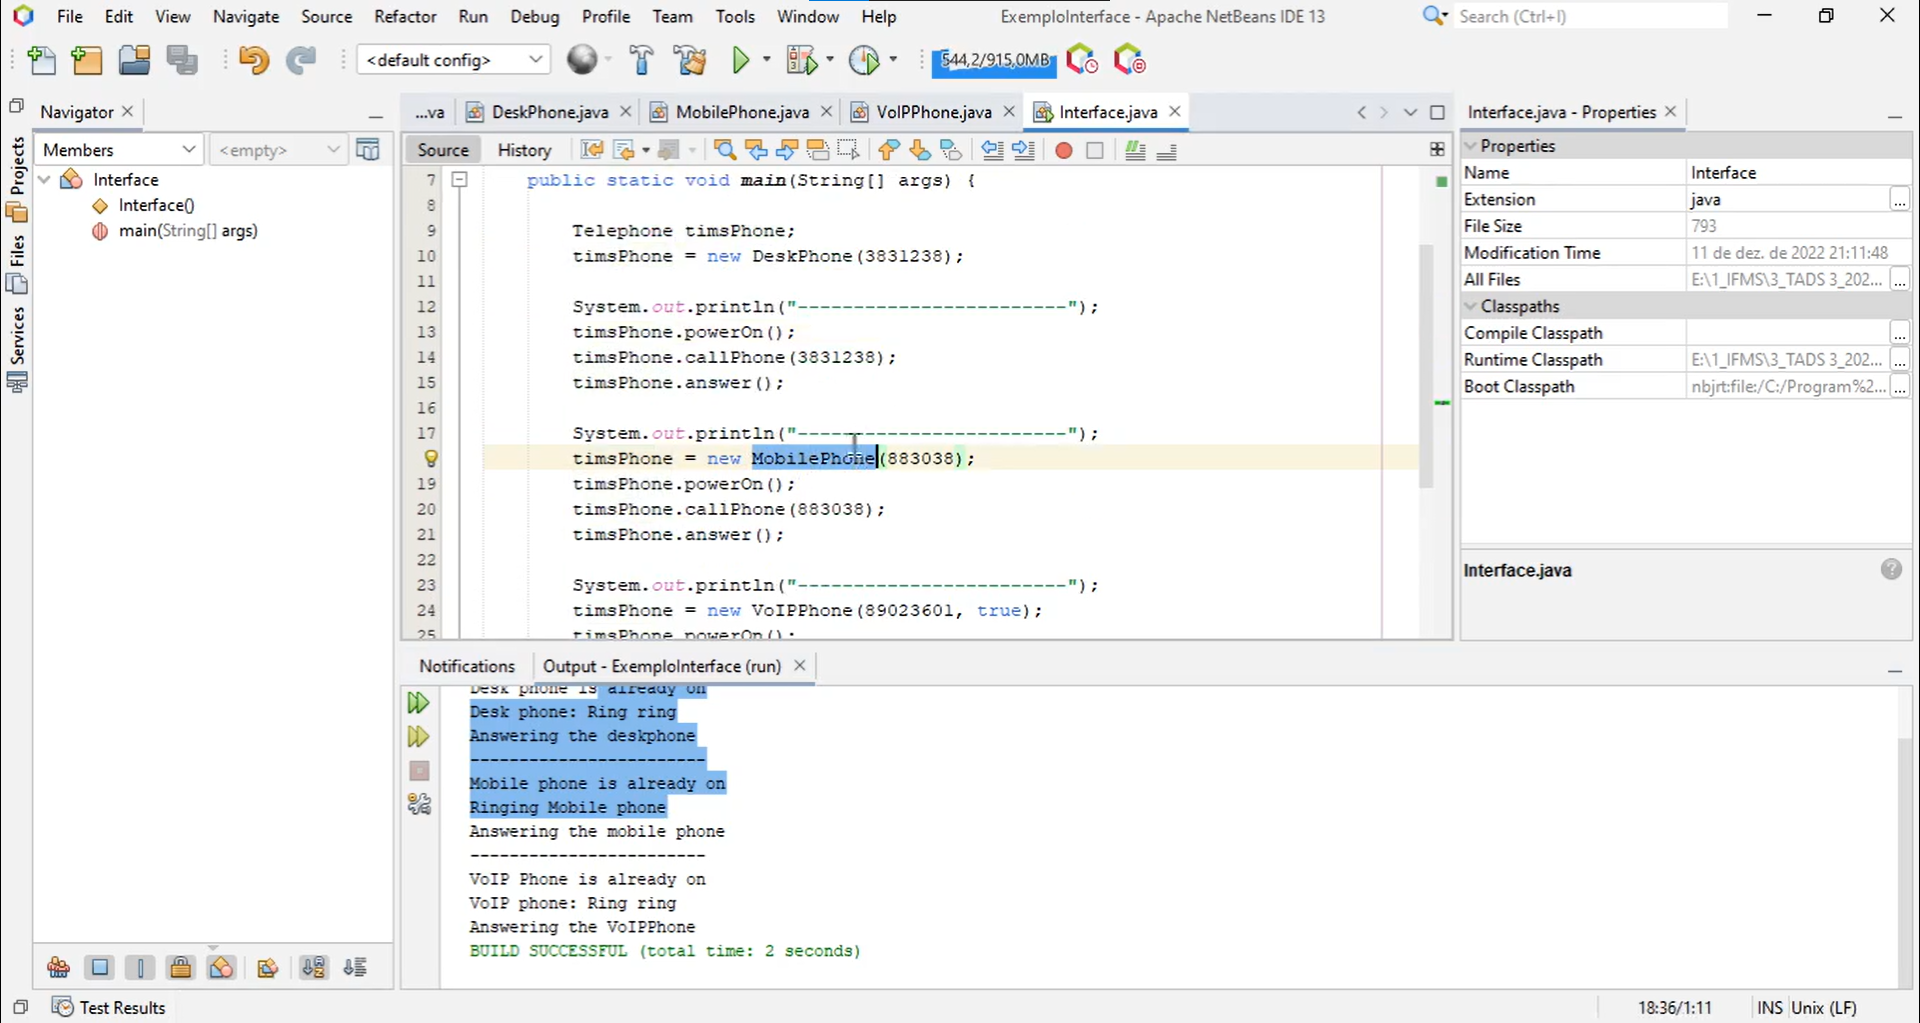 File Edit View Navigate Source Refactor Run Debug Profile Team Tools Window Help
ExemploInterface - Apache NetBeans IDE 13
Search (Ctrl+I)
<default config>
544,2/915,0MB
Projects
Files
Services
Navigator
Members
<empty>
Interface
Interface()
main(String[] args)
...va DeskPhone.java MobilePhone.java VoIPPhone.java Interface.java
Source History
7 public static void main(String[] args) {
8
9 Telephone timsPhone;
10 timsPhone = new DeskPhone(3831238);
11
12 System.out.println("------------------------");
13 timsPhone.powerOn();
14 timsPhone.callPhone(3831238);
15 timsPhone.answer();
16
17 System.out.println("------------------------");
timsPhone = new MobilePhone(883038);
19 timsPhone.powerOn();
20 timsPhone.callPhone(883038);
21 timsPhone.answer();
22
23 System.out.println("------------------------");
24 timsPhone = new VoIPPhone(89023601, true);
25 timsPhone.powerOn();
Interface.java - Properties
Properties
Name Interface
Extension java ...
File Size 793
Modification Time 11 de dez. de 2022 21:11:48
All Files E:\1_IFMS\3_TADS 3_202... ...
Classpaths
Compile Classpath ...
Runtime Classpath E:\1_IFMS\3_TADS 3_202... ...
Boot Classpath nbjrt:file:/C:/Program%2... ...
Interface.java
Notifications Output - ExemploInterface (run)
Desk phone is already on
Desk phone: Ring ring
Answering the deskphone
------------------------
Mobile phone is already on
Ringing Mobile phone
Answering the mobile phone
------------------------
VoIP Phone is already on
VoIP phone: Ring ring
Answering the VoIPPhone
BUILD SUCCESSFUL (total time: 2 seconds)
Test Results
18:36/1:11 INS Unix (LF)